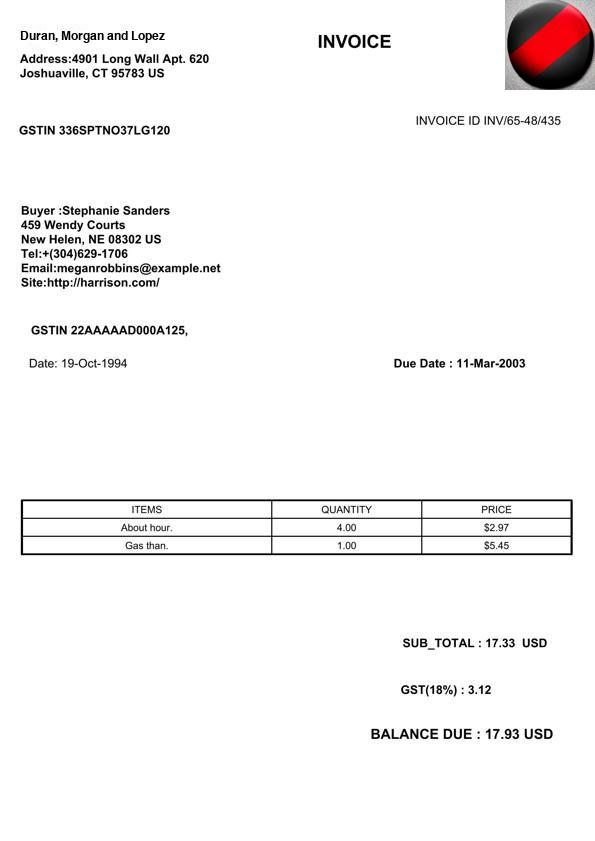 Duran, Morgan and Lopez
INVOICE
Address:4901 Long Wall Apt. 620
Joshuaville, CT 95783 US
INVOICE ID INV/65-48/435
GSTIN 336SPTNO37LG120
Buyer :Stephanie Sanders
459 Wendy Courts
New Helen, NE 08302 US
Tel:+(304)629-1706
Email:meganrobbins@example.net
Site:http://harrison.com/
GSTIN 22AAAAAD000A125,
Date: 19-Oct-1994 Due Date : 11-Mar-2003
ITEMS QUANTITY PRICE
About hour. 4.00 $2.97
Gas than. 1.00 $5.45
SUB_TOTAL : 17.33 USD
GST(18%) : 3.12
BALANCE DUE : 17.93 USD